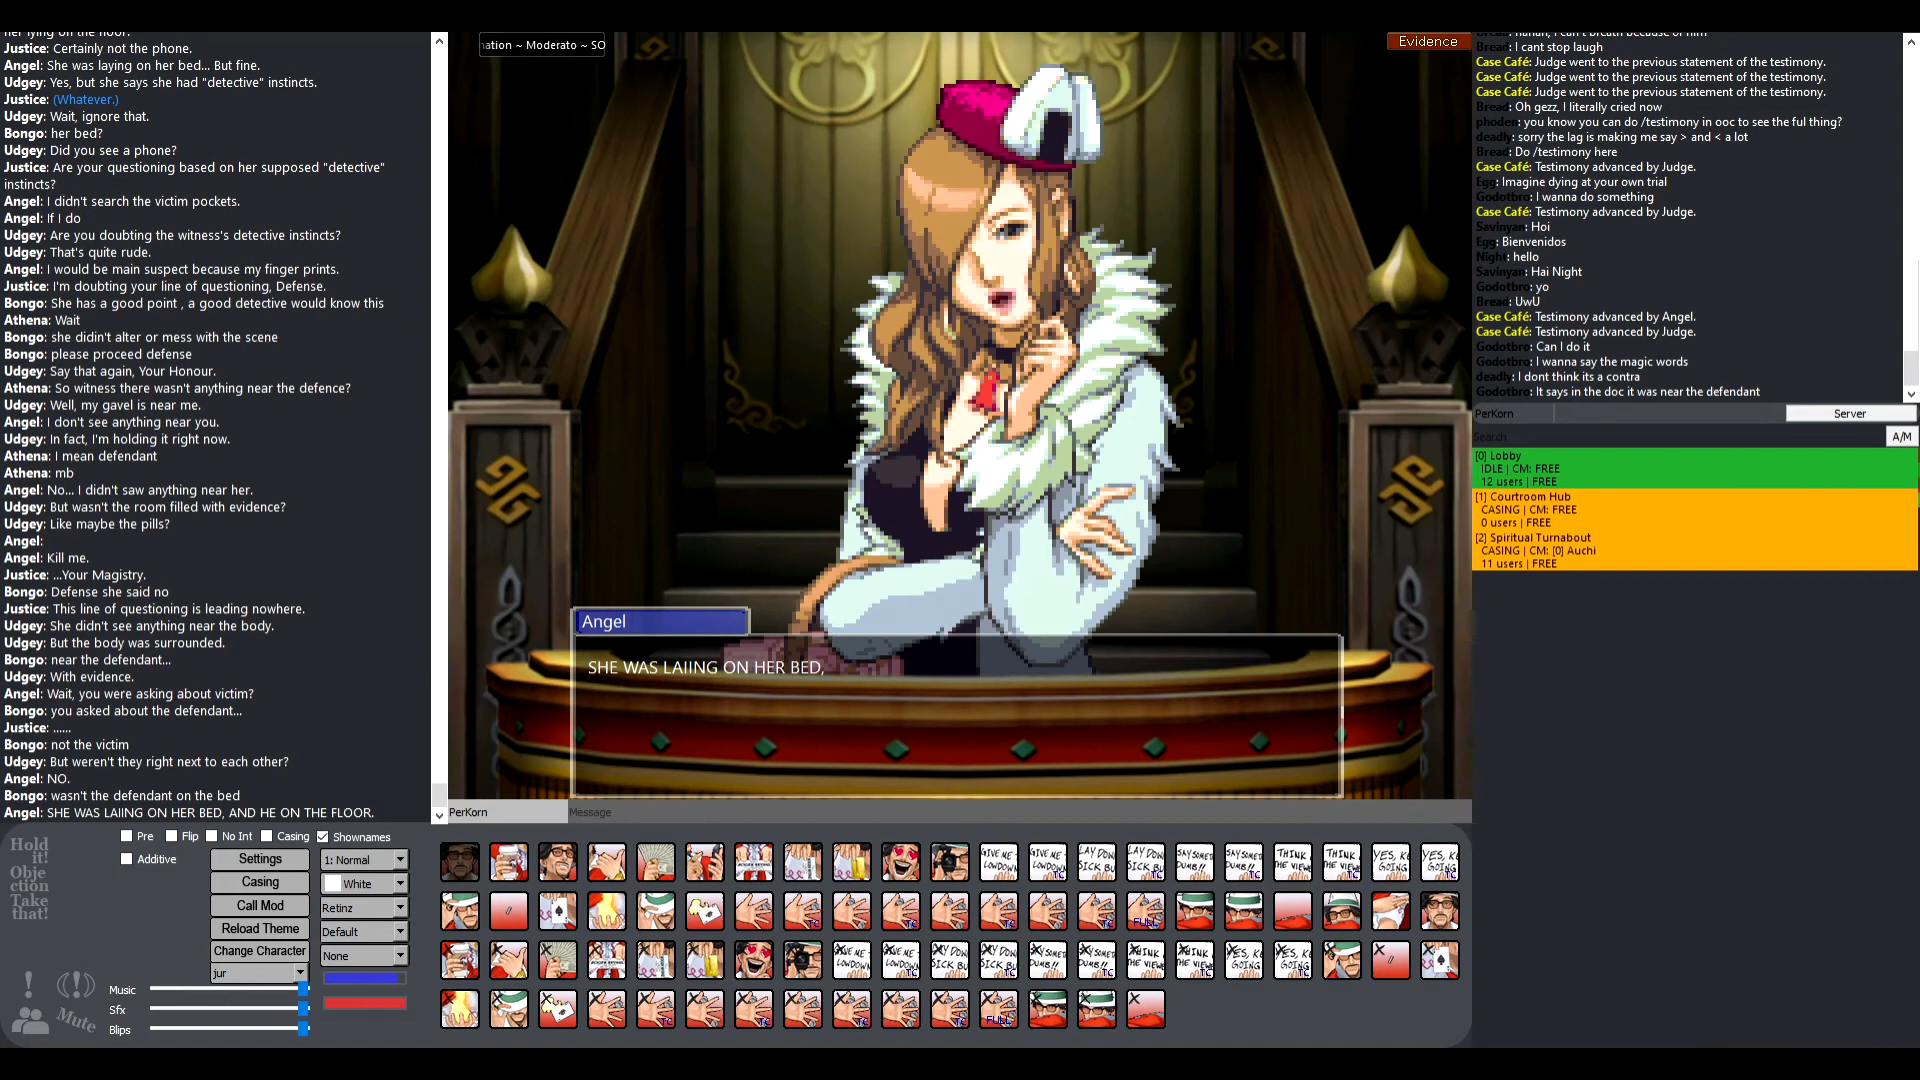 her lying on the floor.
Justice: Certainly not the phone.
Angel: She was laying on her bed... But fine.
Udgey: Yes, but she says she had "detective" instincts.
Justice: (Whatever.)
Udgey: Wait, ignore that.
Bongo: her bed?
Udgey: Did you see a phone?
Justice: Are your questioning based on her supposed "detective"
instincts?
Angel: I didn't search the victim pockets.
Angel: If I do
Udgey: Are you doubting the witness's detective instincts?
Udgey: That's quite rude.
Angel: I would be main suspect because my finger prints.
Justice: I'm doubting your line of questioning, Defense.
Bongo: She has a good point , a good detective would know this
Athena: Wait
Bongo: she didin't alter or mess with the scene
Bongo: please proceed defense
Udgey: Say that again, Your Honour.
Athena: So witness there wasn't anything near the defence?
Udgey: Well, my gavel is near me.
Angel: I don't see anything near you.
Udgey: In fact, I'm holding it right now.
Athena: I mean defendant
Athena: mb
Angel: No... I didn't saw anything near her.
Udgey: But wasn't the room filled with evidence?
Udgey: Like maybe the pills?
Angel:
Angel: Kill me.
Justice: ...Your Magistry.
Bongo: Defense she said no
Justice: This line of questioning is leading nowhere.
Udgey: She didn't see anything near the body.
Udgey: But the body was surrounded.
Bongo: near the defendant...
Udgey: With evidence.
Angel: Wait, you were asking about victim?
Bongo: you asked about the defendant...
Justice: ......
Bongo: not the victim
Udgey: But weren't they right next to each other?
Angel: NO.
Bongo: wasn't the defendant on the bed
Angel: SHE WAS LAIING ON HER BED, AND HE ON THE FLOOR.
nation ~ Moderato ~ SO
Evidence
Angel
SHE WAS LAIING ON HER BED,
PerKorn
Message
Bread: hahah, I can't breath because of him
Bread: I cant stop laugh
Case Café: Judge went to the previous statement of the testimony.
Case Café: Judge went to the previous statement of the testimony.
Case Café: Judge went to the previous statement of the testimony.
Bread: Oh gezz, I literally cried now
phoden: you know you can do /testimony in ooc to see the ful thing?
deadly: sorry the lag is making me say > and < a lot
Bread: Do /testimony here
Case Café: Testimony advanced by Judge.
Egg: Imagine dying at your own trial
Godotbro: I wanna do something
Case Café: Testimony advanced by Judge.
Savinyan: Hoi
Egg: Bienvenidos
Night: hello
Savinyan: Hai Night
Godotbro: yo
Bread: UwU
Case Café: Testimony advanced by Angel.
Case Café: Testimony advanced by Judge.
Godotbro: Can I do it
Godotbro: I wanna say the magic words
deadly: I dont think its a contra
Godotbro: It says in the doc it was near the defendant
PerKorn
Server
Search
A/M
[0] Lobby
IDLE | CM: FREE
12 users | FREE
[1] Courtroom Hub
CASING | CM: FREE
0 users | FREE
[2] Spiritual Turnabout
CASING | CM: [0] Auchi
11 users | FREE
Hold it!
Objection
Take that!
Pre
Flip
No Int
Casing
Shownames
Additive
Settings
Casing
Call Mod
Reload Theme
Change Character
jur
1: Normal
White
Retinz
Default
None
Music
Sfx
Blips
Mute